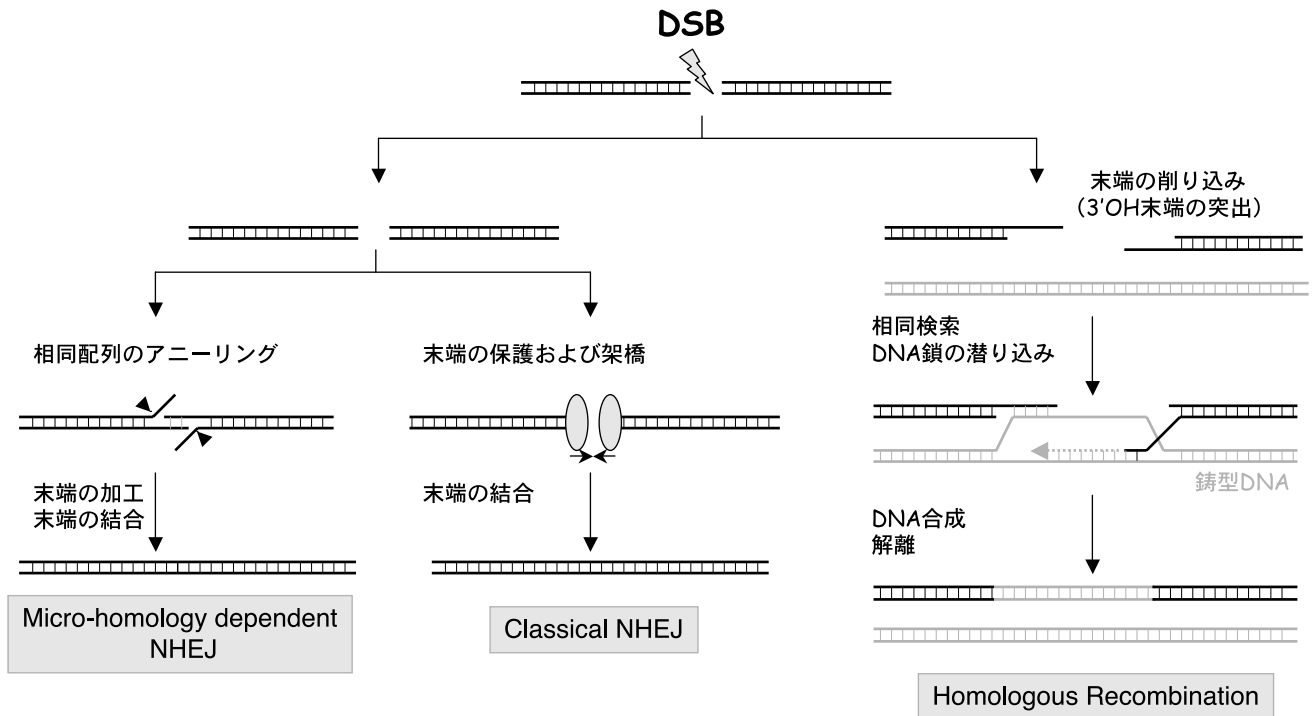 DSB
末端の削り込み
（3'OH末端の突出）
相同配列のアニーリング
末端の保護および架橋
相同検索
DNA鎖の潜り込み
鋳型DNA
末端の加工
末端の結合
末端の結合
DNA合成
解離
Micro-homology dependent
NHEJ
Classical NHEJ
Homologous Recombination